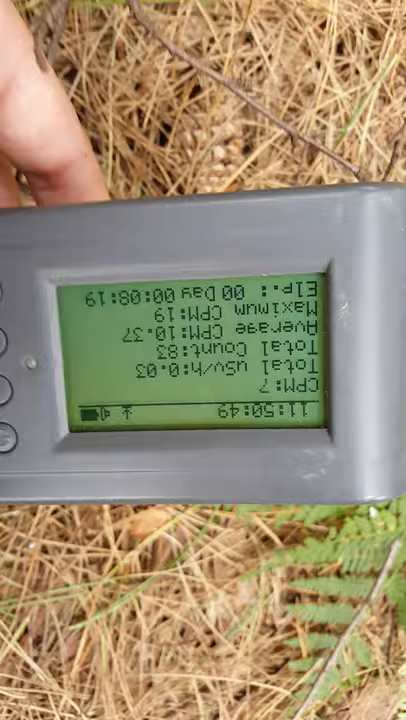 11:50:49
CPM:7
Total uSv/h:0.03
Total Count:83
Average CPM:10.37
Maximum CPM:19
Elp.: 00 Day 00:08:19